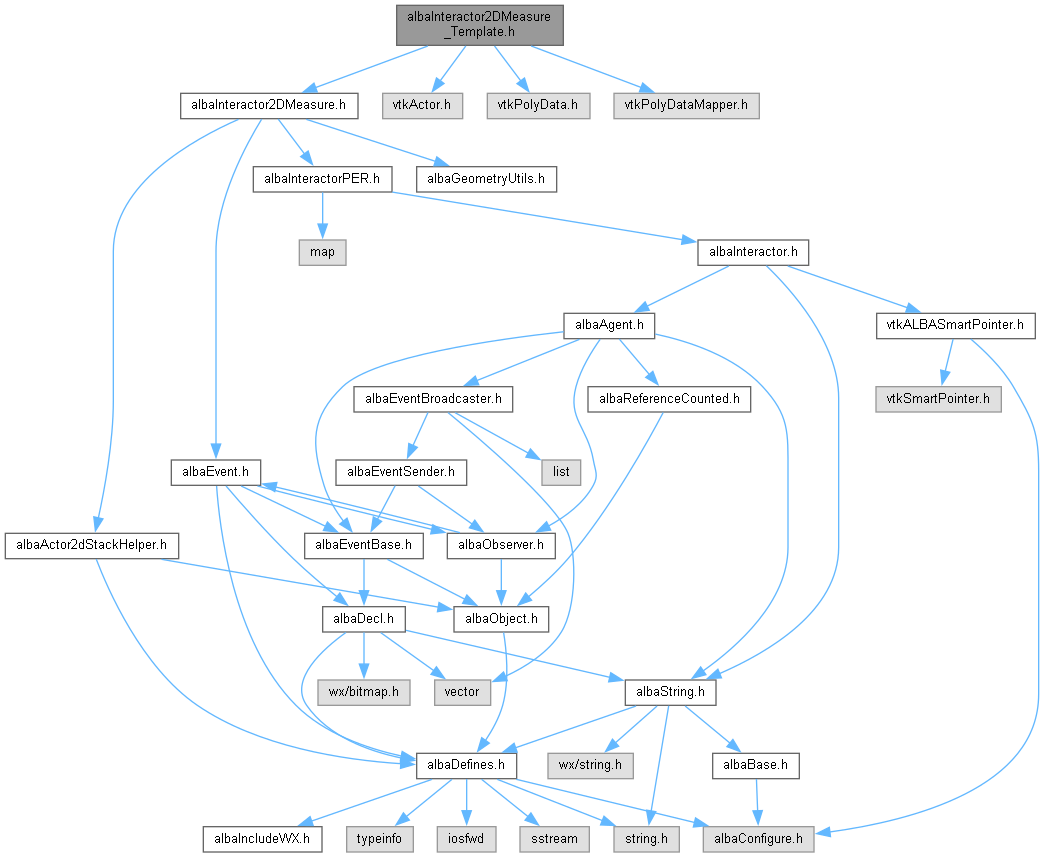 albaInteractor2DMeasure
_Template.h
albaInteractor2DMeasure.h
vtkActor.h
vtkPolyData.h
vtkPolyDataMapper.h
albaInteractorPER.h
albaGeometryUtils.h
map
albaInteractor.h
albaAgent.h
vtkALBASmartPointer.h
albaEventBroadcaster.h
albaReferenceCounted.h
vtkSmartPointer.h
albaEvent.h
albaEventSender.h
list
albaActor2dStackHelper.h
albaEventBase.h
albaObserver.h
albaDecl.h
albaObject.h
wx/bitmap.h
vector
albaString.h
albaDefines.h
wx/string.h
albaBase.h
albaIncludeWX.h
typeinfo
iosfwd
sstream
string.h
albaConfigure.h